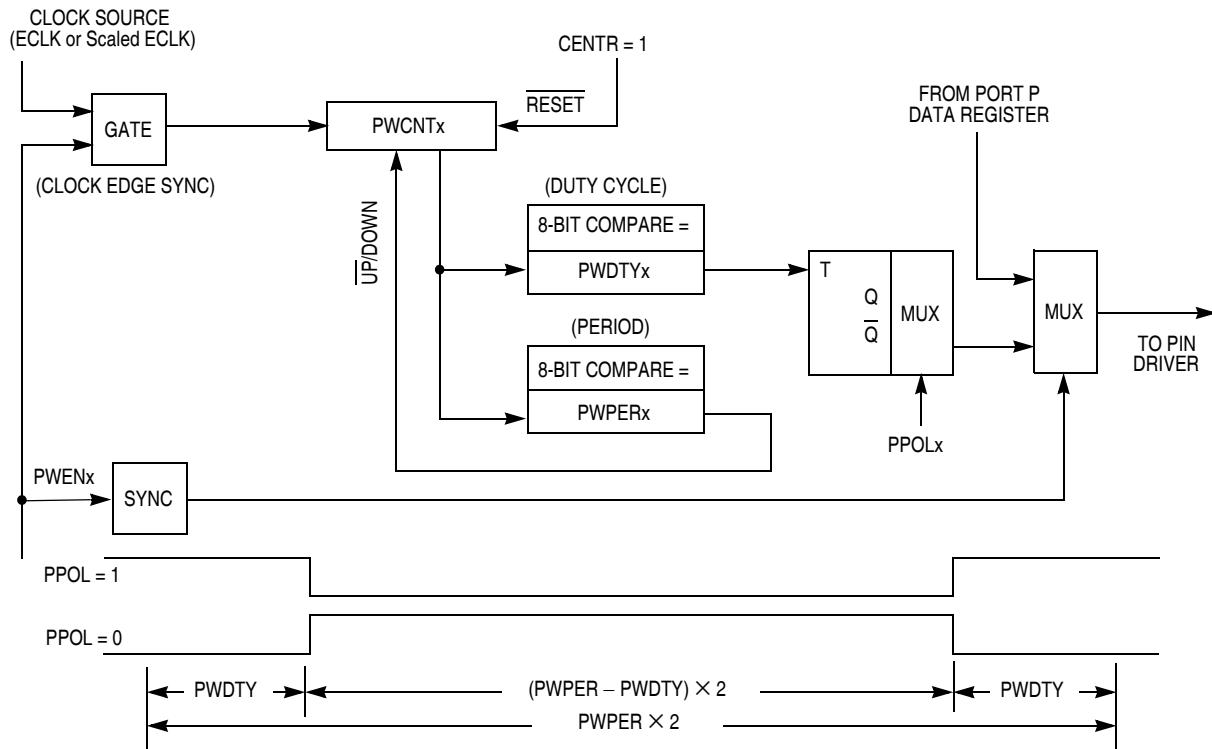 CLOCK SOURCE
(ECLK or Scaled ECLK)
CENTR = 1
RESET
FROM PORT P
DATA REGISTER
GATE
PWCNTx
(CLOCK EDGE SYNC)
UP/DOWN
(DUTY CYCLE)
8-BIT COMPARE =
PWDTYx
T
Q
Q
MUX
MUX
TO PIN
DRIVER
(PERIOD)
8-BIT COMPARE =
PWPERx
PPOLx
PWENx
SYNC
PPOL = 1
PPOL = 0
PWDTY
(PWPER – PWDTY) × 2
PWDTY
PWPER × 2